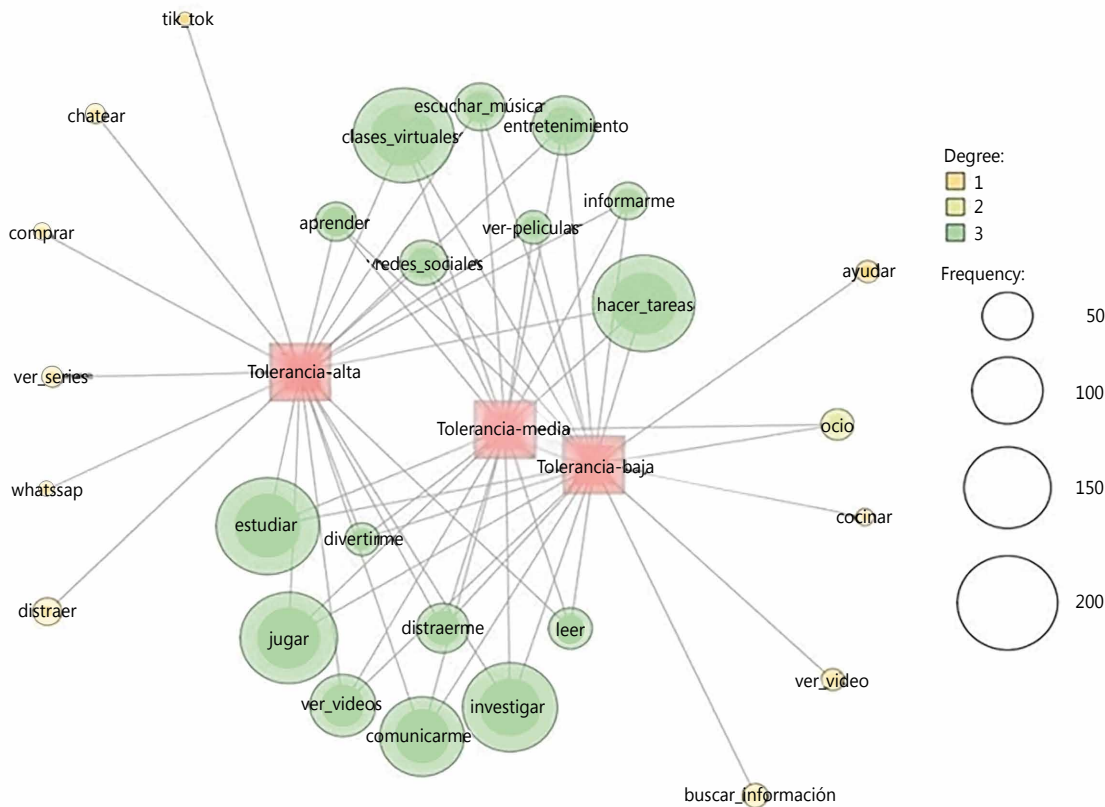 tik_tok
chatear
escuchar_música
clases_virtuales
entretenimiento
Degree:
1
2
3
informarme
aprender
ver-peliculas
comprar
redes_sociales
ayudar
Frequency:
hacer_tareas
50
ver_series
Tolerancia-alta
100
ocio
Tolerancia-media
Tolerancia-baja
150
whatssap
cocinar
estudiar
divertirme
distraer
200
jugar
distraerme
leer
ver_video
ver_videos
investigar
comunicarme
buscar_información